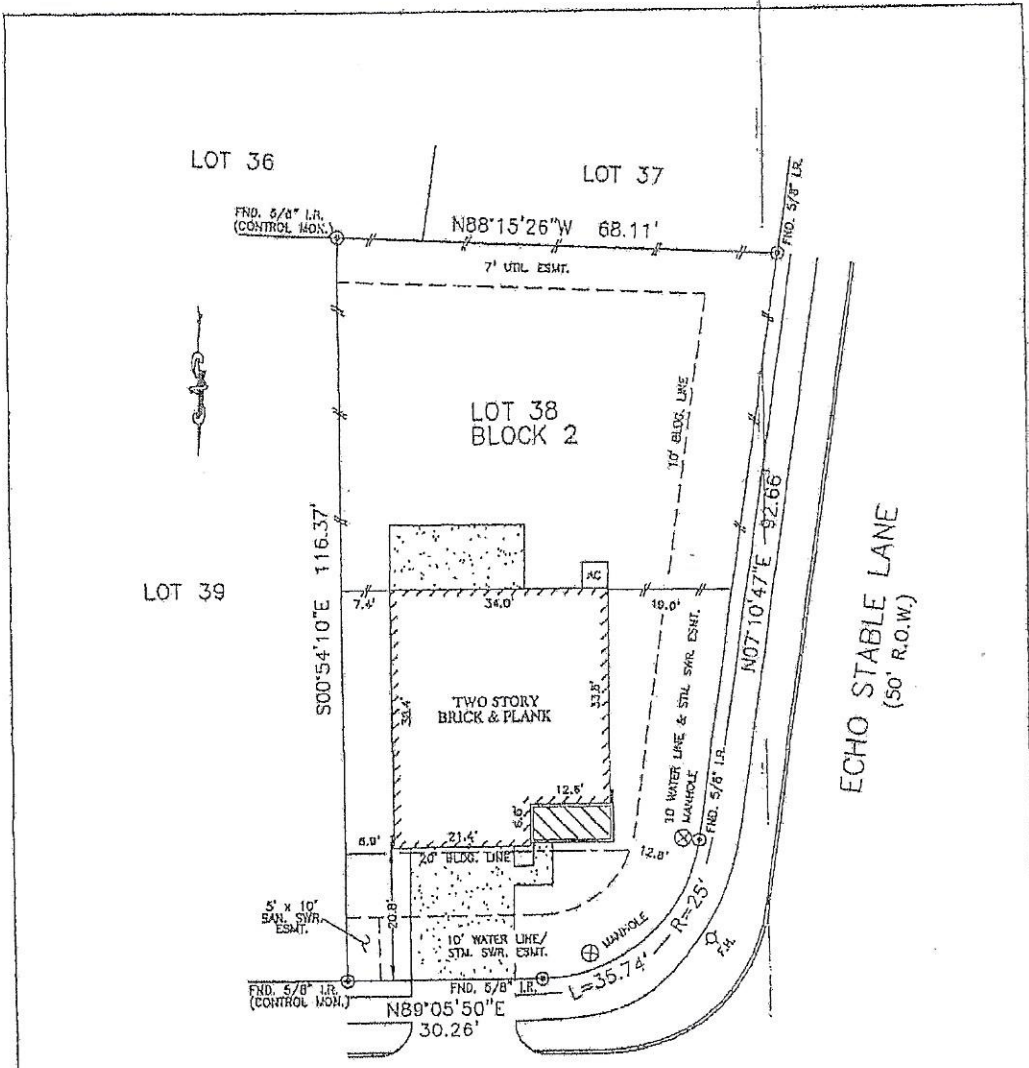 LOT 36
LOT 37
FND. 5/8" I.R.
(CONTROL MON.)
N88°15'26"W 68.11'
FND. 5/8" I.R.
7' UTIL ESMT.
LOT 38
BLOCK 2
10' BLDG. LINE
S00°54'10"E 116.37'
N07°10'47"E 92.66'
ECHO STABLE LANE
(50' R.O.W.)
LOT 39
AC
7.4'
34.0'
19.0'
TWO STORY
BRICK & PLANK
39.4'
33.8'
10 WATER LINE, & STM. SWR. ESMT.
MANHOLE
FND. 5/8" I.R.
12.6'
6.6'
21.4'
6.9'
20' BLDG. LINE
12.8'
5' x 10'
SAN. SWR.
ESMT.
20.8'
10' WATER LINE/
STM. SWR. ESMT.
MANHOLE
L=35.74' R=25'
F.H.
FND. 5/8" I.R.
(CONTROL MON.)
FND. 5/8" I.R.
N89°05'50"E
30.26'